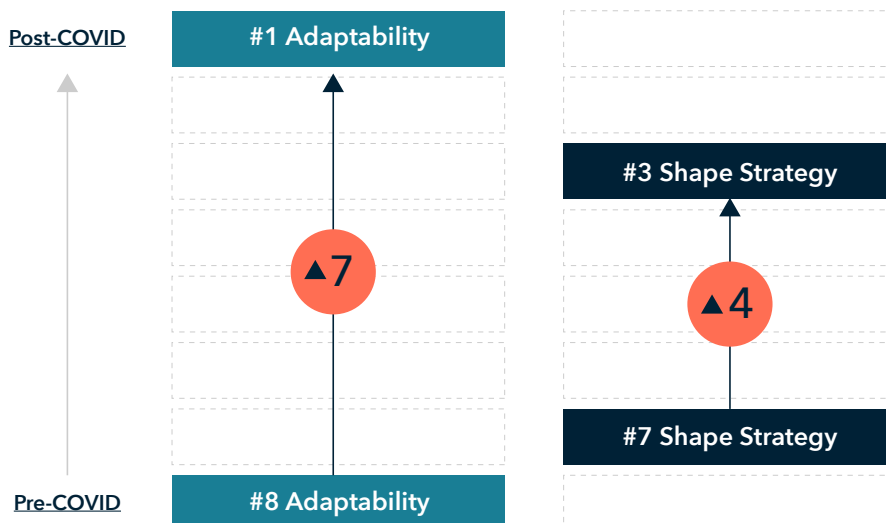 Post-COVID
#1 Adaptability
#3 Shape Strategy
▲7
▲4
#7 Shape Strategy
Pre-COVID
#8 Adaptability